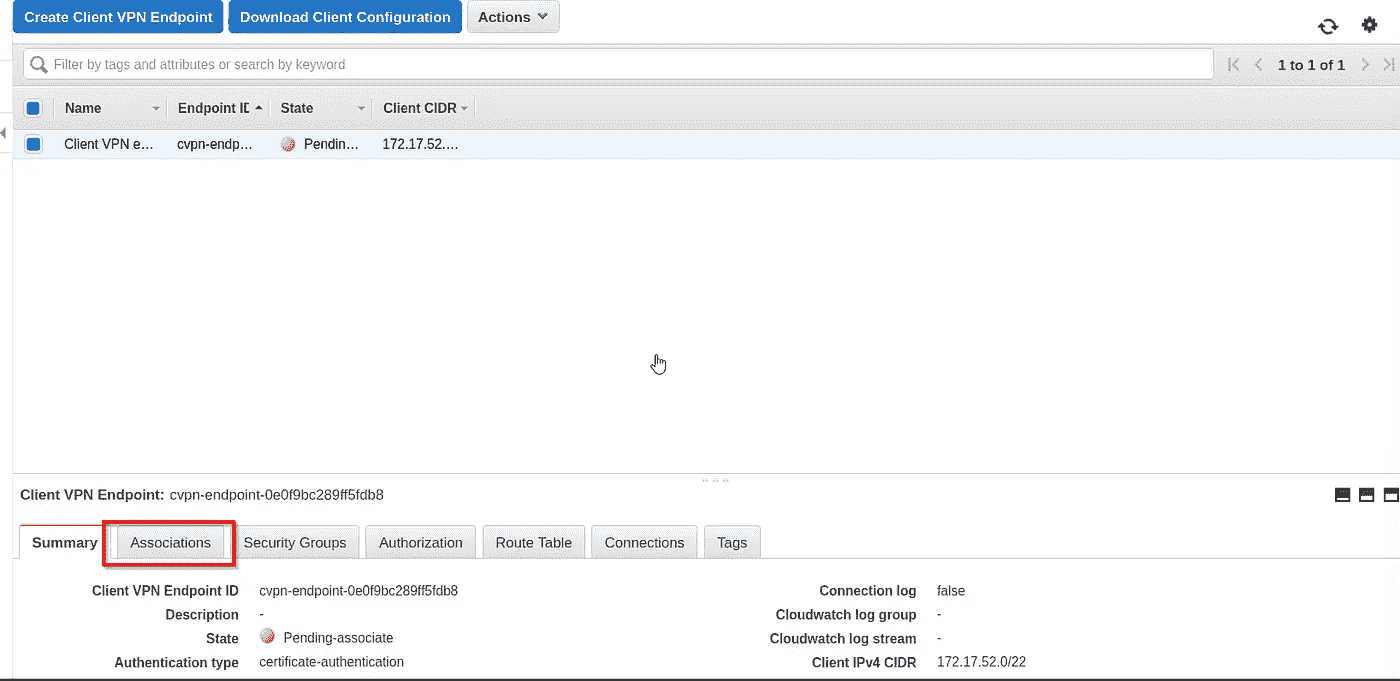 Create Client VPN Endpoint Download Client Configuration Actions
Filter by tags and attributes or search by keyword 1 to 1 of 1
Name Endpoint ID State Client CIDR
Client VPN e... cvpn-endp... Pendin... 172.17.52....
Client VPN Endpoint: cvpn-endpoint-0e0f9bc289ff5fdb8
Summary Associations Security Groups Authorization Route Table Connections Tags
Client VPN Endpoint ID cvpn-endpoint-0e0f9bc289ff5fdb8 Connection log false
Description - Cloudwatch log group -
State Pending-associate Cloudwatch log stream -
Authentication type certificate-authentication Client IPv4 CIDR 172.17.52.0/22